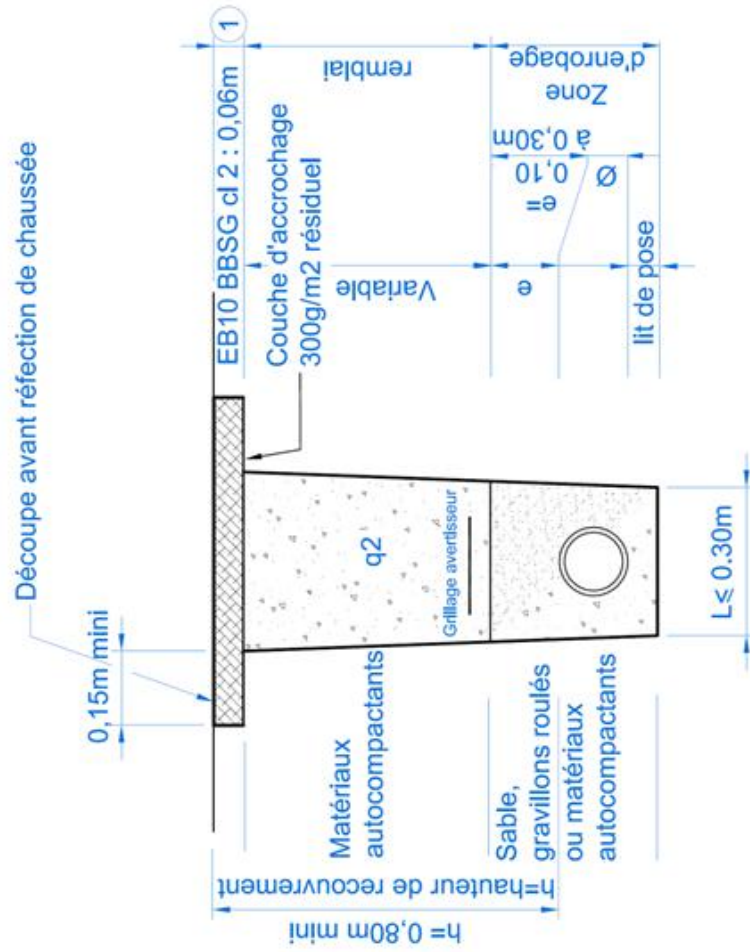 Découpe avant réfection de chaussée
0,15m mini
EB10 BBSG cl 2 : 0,06m
1
Couche d'accrochage
300g/m2 résiduel
h= 0,80m mini
h=hauteur de recouvrement
Matériaux
autocompactants
q2
Grilllage avertisseur
Variable
remblai
Sable,
gravillons roulés
ou matériaux
autocompactants
e
e=
0,10
à 0,30m
Ø
Zone
d'enrobage
lit de pose
L≤ 0.30m